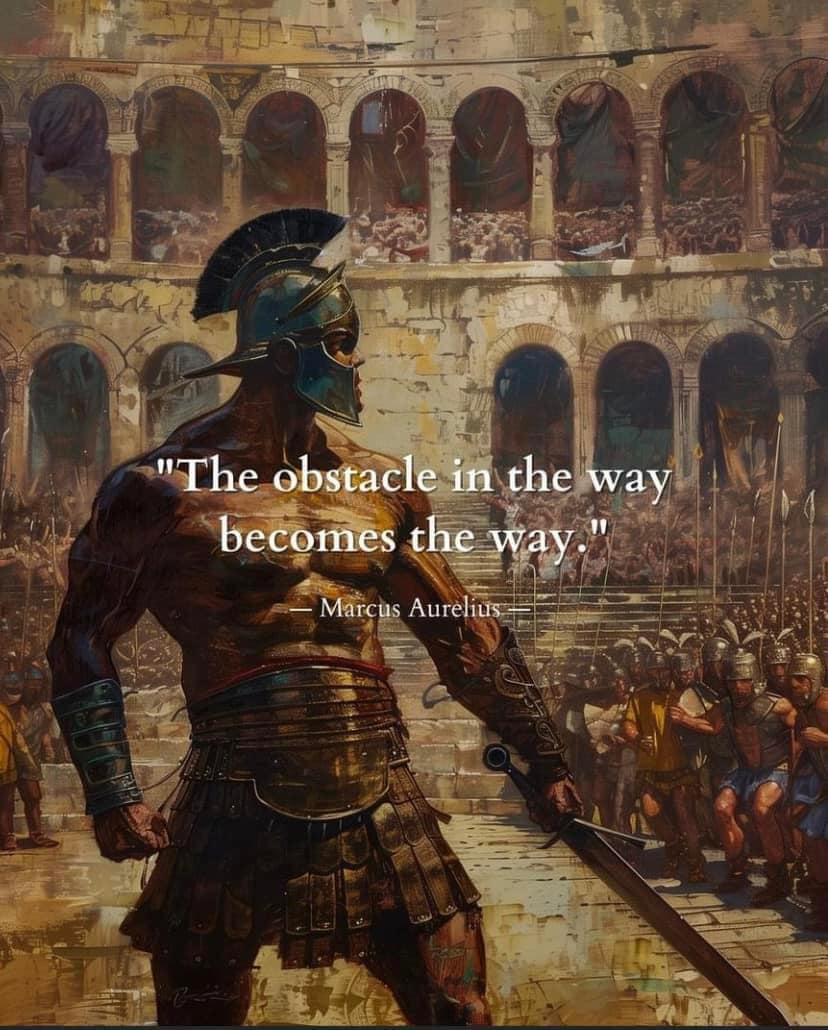 "The obstacle in the way
becomes the way."
— Marcus Aurelius —